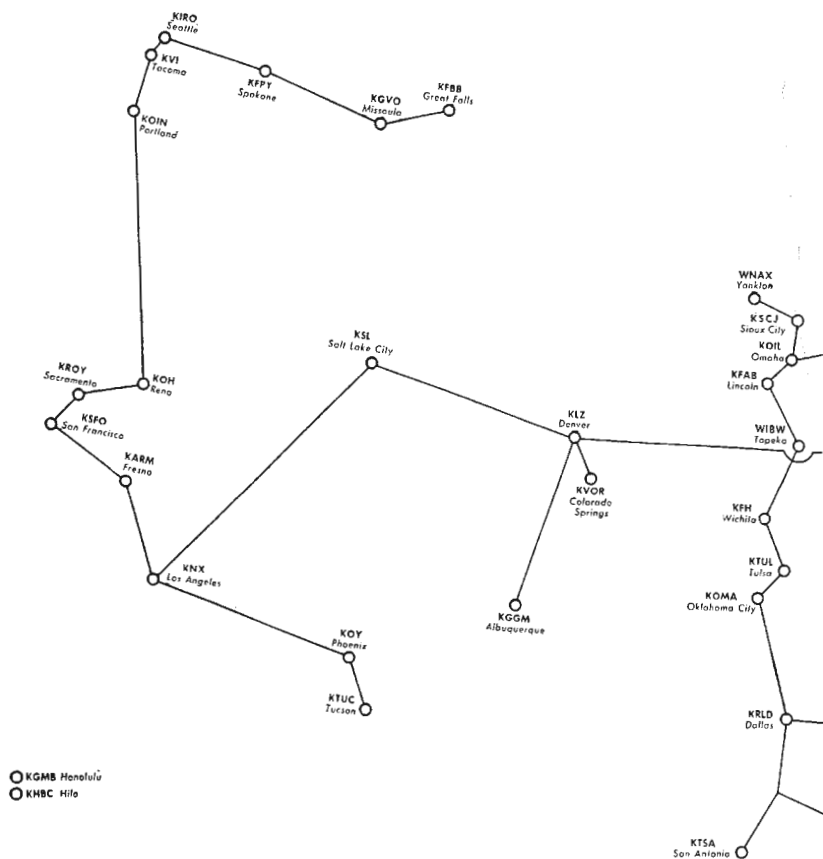 KIRO
Seattle
KVI
Tacoma
KFPY
Spokane
KGVO
Missoula
KFBB
Great Falls
KOIN
Portland
WNAX
Yankton
KSCJ
Sioux City
KOIL
Omaha
KFAB
Lincoln
KSL
Salt Lake City
KROY
Sacramento
KOH
Reno
KSFO
San Francisco
KLZ
Denver
WIBW
Topeka
KARM
Fresno
KVOR
Colorado
Springs
KFH
Wichita
KNX
Los Angeles
KTUL
Tulsa
KOMA
Oklahoma City
KGGM
Albuquerque
KOY
Phoenix
KTUC
Tucson
KRLD
Dallas
KGMB Honolulu
KHBC Hilo
KTSA
San Antonio